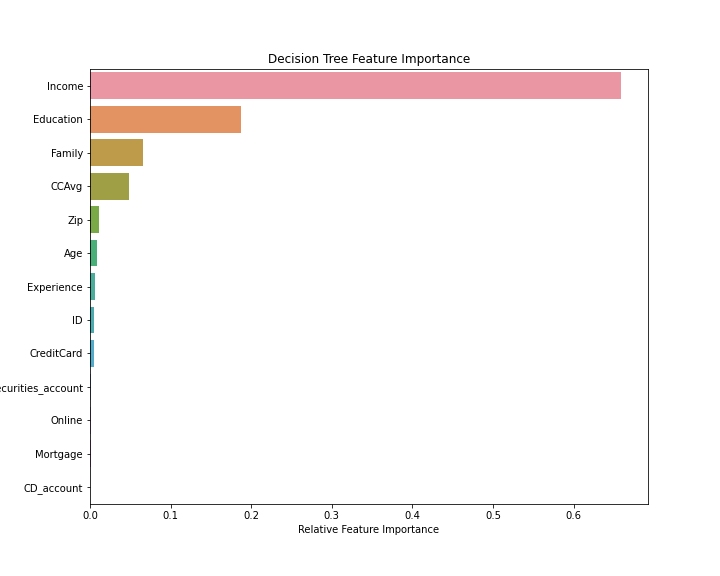 Decision Tree Feature Importance
Income
Education
Family
CCAvg
Zip
Age
Experience
ID
CreditCard
ecurities_account
Online
Mortgage
CD_account
0.0 0.1 0.2 0.3 0.4 0.5 0.6
Relative Feature Importance